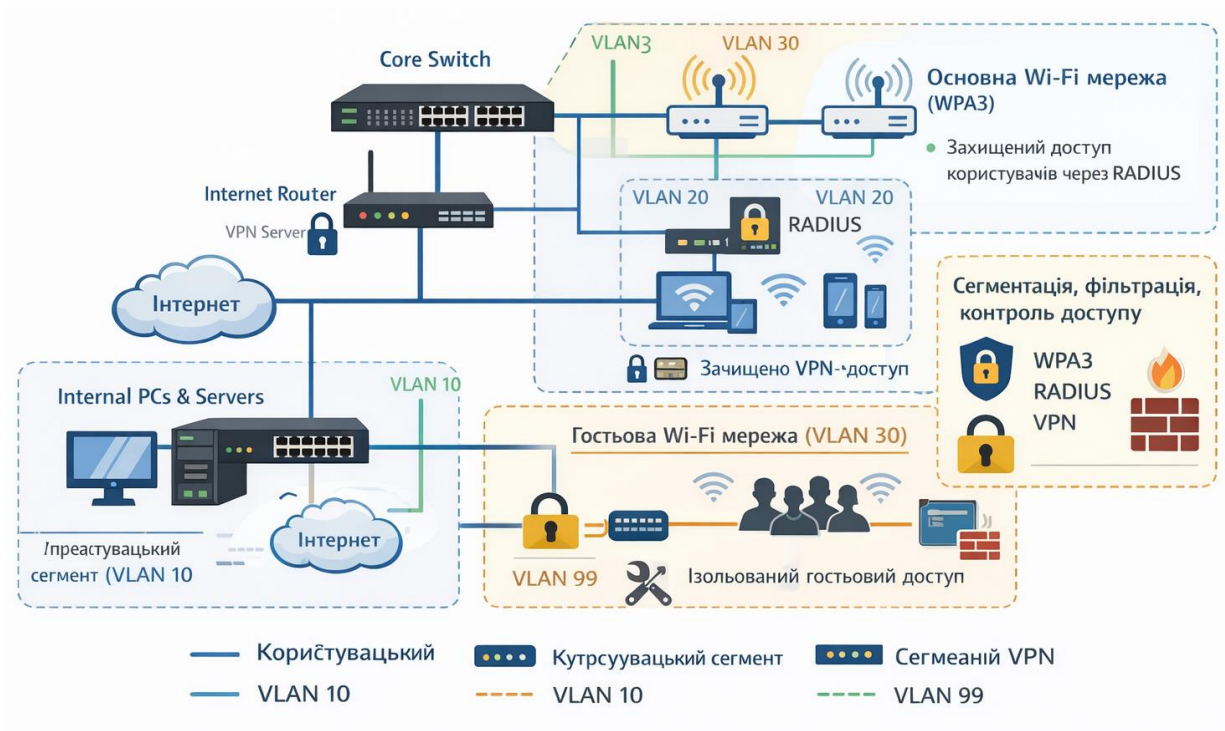 VLAN3
VLAN 30
Core Switch
Основна Wi-Fi мережа
(WPA3)
Захищений доступ
користувачів через RADIUS
Internet Router
VPN Server
VLAN 20
VLAN 20
RADIUS
Інтернет
Зачищено VPN-доступ
Сегментація, фільтрація,
контроль доступу
WPA3
RADIUS
VPN
Internal PCs & Servers
VLAN 10
Гостьова Wi-Fi мережа (VLAN 30)
Інтернет
сегмент (VLAN 10
VLAN 99
Ізольований гостьовий доступ
Користувацький
Кутрсуувацький сегмент
Сегмеаній VPN
VLAN 10
VLAN 10
VLAN 99